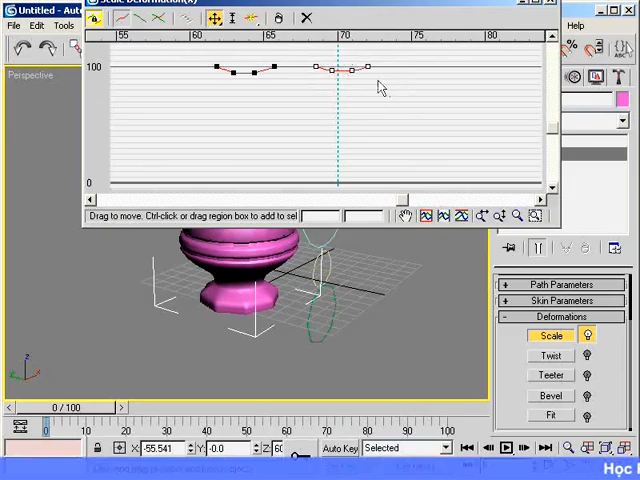 Untitled - Aut
Scale Deformation(X)
File
Edit
Help
55
60
65
70
75
80
100
0
Drag to move. Ctrl-click or drag region box to add to sel
Perspective
Path Parameters
Skin Parameters
Deformations
Scale
Twist
Teeter
Bevel
Fit
z
x
0 / 100
0
10
20
30
40
50
60
70
80
90
100
X: -55.541
Y: -0.0
Z: 60
Auto Key
Selected
Học